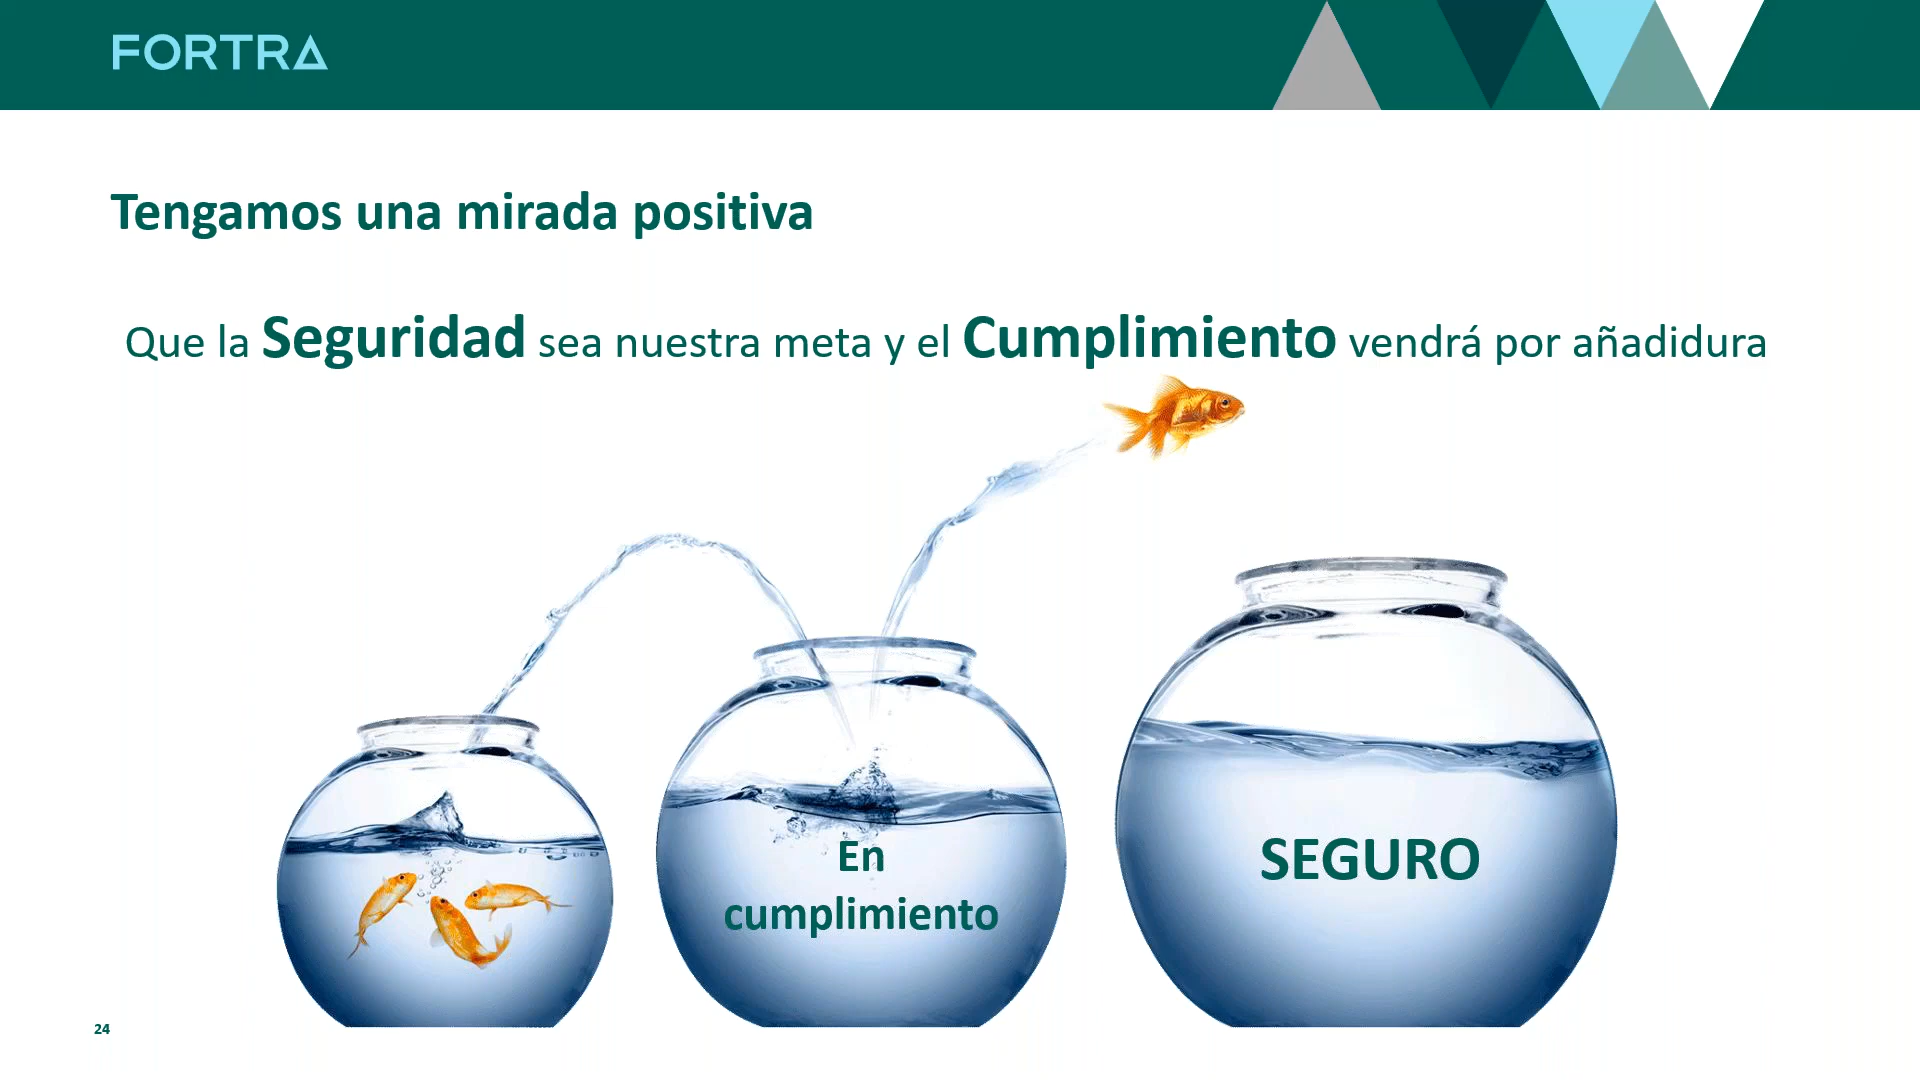 FORTRA
Tengamos una mirada positiva
Que la Seguridad sea nuestra meta y el Cumplimiento vendrá por añadidura
En
cumplimiento
SEGURO
24